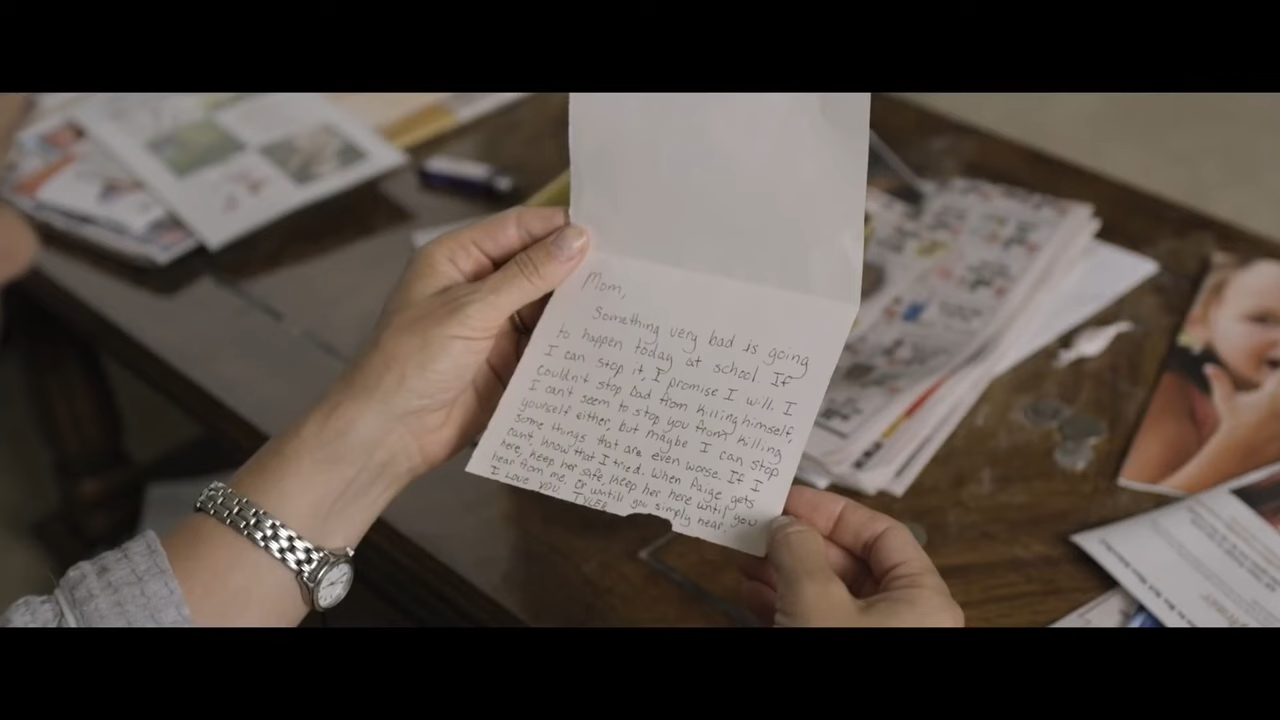 Mom,
Something very bad is going
to happen today at school If
I can stop it, I promise I will. I
couldn't stop Dad from killing himself,
I can't seem to stop you from killing
yourself either, but maybe I can stop
some things that are even worse. If I
can't, know that I tried. When Paige gets
here, keep her safe, keep her here until you
hear from me, or untill you simply hear.
I LOVE YOU. TYLER